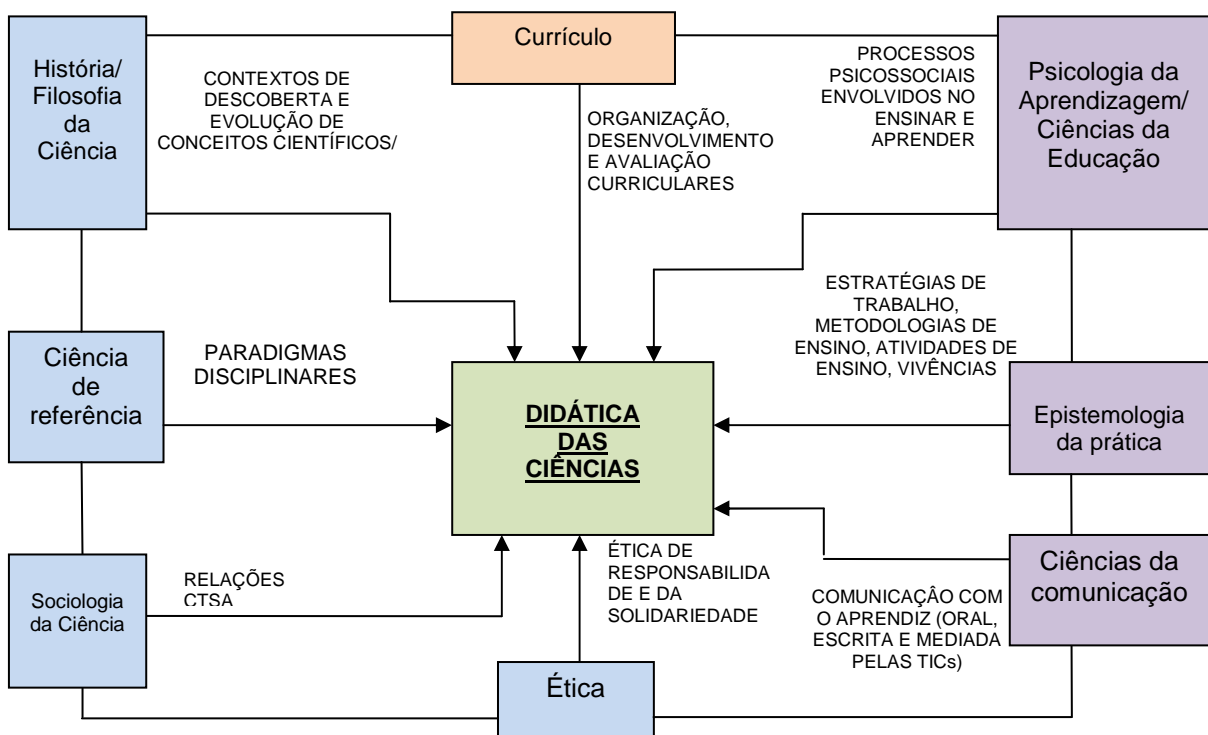 História/
Filosofia
da
Ciência
CONTEXTOS DE
DESCOBERTA E
EVOLUÇÃO DE
CONCEITOS CIENTÍFICOS/
Currículo
ORGANIZAÇÃO,
DESENVOLVIMENTO
E AVALIAÇÃO
CURRICULARES
PROCESSOS
PSICOSSOCIAIS
ENVOLVIDOS NO
ENSINAR E
APRENDER
Psicologia da
Aprendizagem/
Ciências da
Educação
Ciência
de
referência
PARADIGMAS
DISCIPLINARES
DIDÁTICA
DAS
CIÊNCIAS
ESTRATÉGIAS DE
TRABALHO,
METODOLOGIAS DE
ENSINO, ATIVIDADES DE
ENSINO, VIVÊNCIAS
Epistemologia
da prática
Sociologia
da Ciência
RELAÇÕES
CTSA
ÉTICA DE
RESPONSABILIDA
DE E DA
SOLIDARIEDADE
Ética
COMUNICAÇÂO COM
O APRENDIZ (ORAL,
ESCRITA E MEDIADA
PELAS TICs)
Ciências da
comunicação